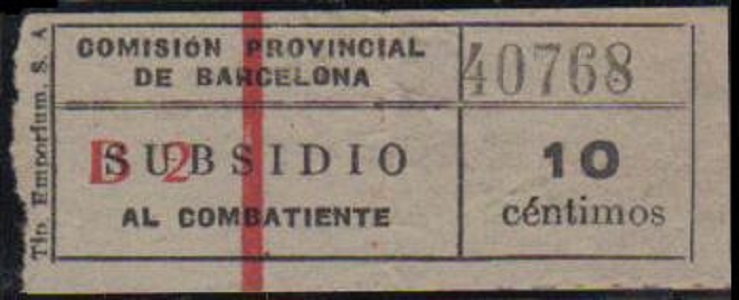 COMISIÓN PROVINCIAL
DE BARCELONA
40768
SUBSIDIO
B 2
AL COMBATIENTE
10
céntimos
Tip. Emporium, S. A